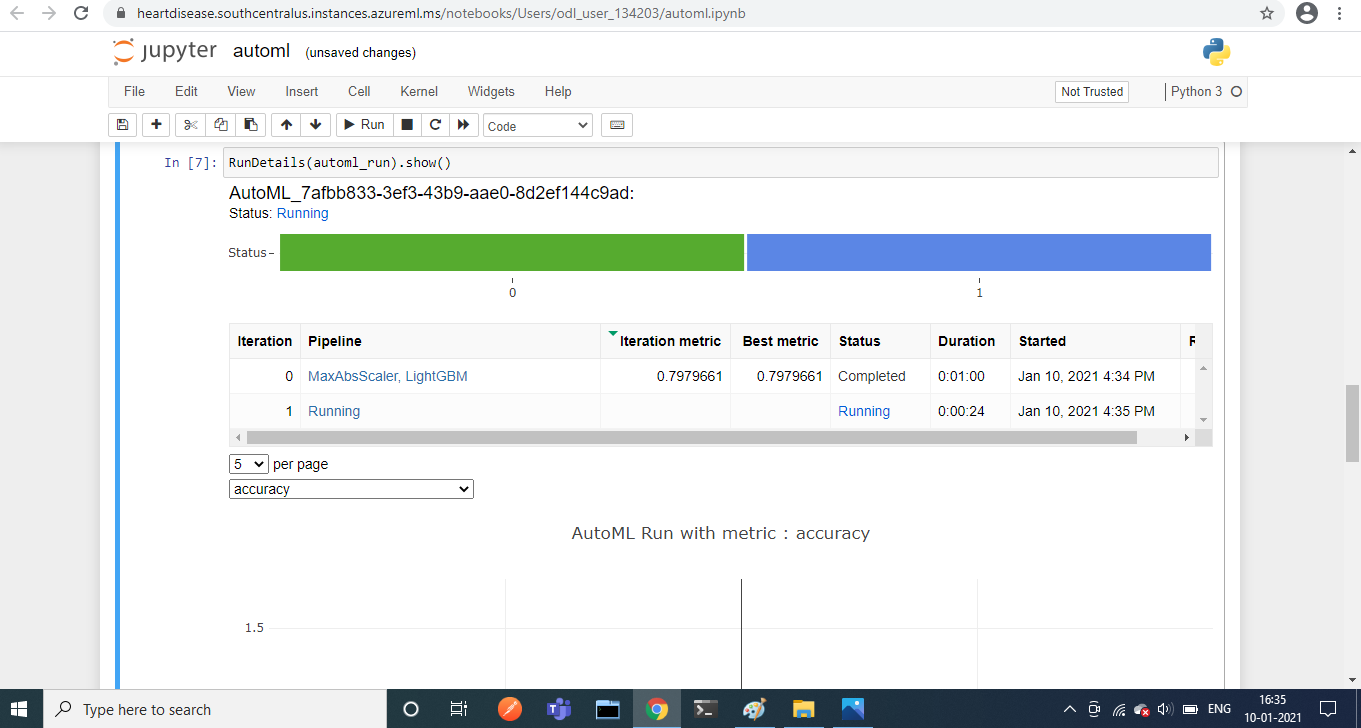 heartdisease.southcentralus.instances.azureml.ms/notebooks/Users/odl_user_134203/automl.ipynb
jupyter automl (unsaved changes)
File Edit View Insert Cell Kernel Widgets Help Not Trusted Python 3
Run Code
In [7]: RunDetails(automl_run).show()
AutoML_7afbb833-3ef3-43b9-aae0-8d2ef144c9ad:
Status: Running
Status
0 1
Iteration Pipeline Iteration metric Best metric Status Duration Started
0 MaxAbsScaler, LightGBM 0.7979661 0.7979661 Completed 0:01:00 Jan 10, 2021 4:34 PM
1 Running Running 0:00:24 Jan 10, 2021 4:35 PM
5 per page
accuracy
AutoML Run with metric : accuracy
1.5
Type here to search ENG 16:35
10-01-2021